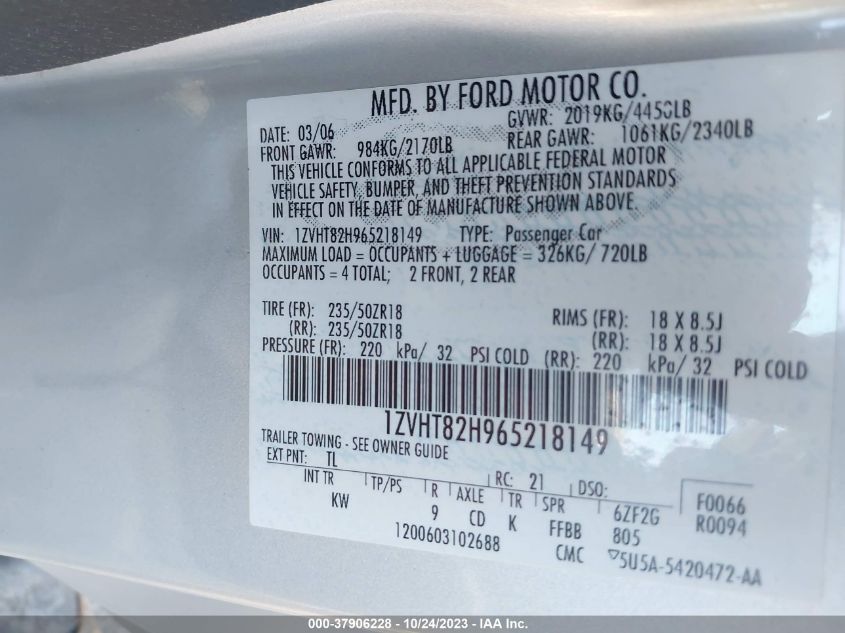 MFD. BY FORD MOTOR CO.
DATE: 03/06 GVWR: 2019KG/4450LB
FRONT GAWR: 984KG/2170LB REAR GAWR: 1061KG/2340LB
THIS VEHICLE CONFORMS TO ALL APPLICABLE FEDERAL MOTOR
VEHICLE SAFETY, BUMPER, AND THEFT PREVENTION STANDARDS
IN EFFECT ON THE DATE OF MANUFACTURE SHOWN ABOVE.
VIN: 1ZVHT82H965218149 TYPE: Passenger Car
MAXIMUM LOAD = OCCUPANTS + LUGGAGE = 326KG/ 720LB
OCCUPANTS = 4 TOTAL; 2 FRONT, 2 REAR
TIRE (FR): 235/50ZR18 RIMS (FR): 18 X 8.5J
(RR): 235/50ZR18 (RR): 18 X 8.5J
PRESSURE (FR): 220 kPa/ 32 PSI COLD (RR): 220 kPa/ 32 PSI COLD
1ZVHT82H965218149
TRAILER TOWING - SEE OWNER GUIDE
EXT PNT: TL RC: 21 DSO: F0066
INT TR TP/PS R AXLE TR SPR 6ZF2G R0094
KW 9 CD K FFBB 805
1200603102688 CMC ▽5U5A-5420472-AA
000-37906228 - 10/24/2023 - IAA Inc.